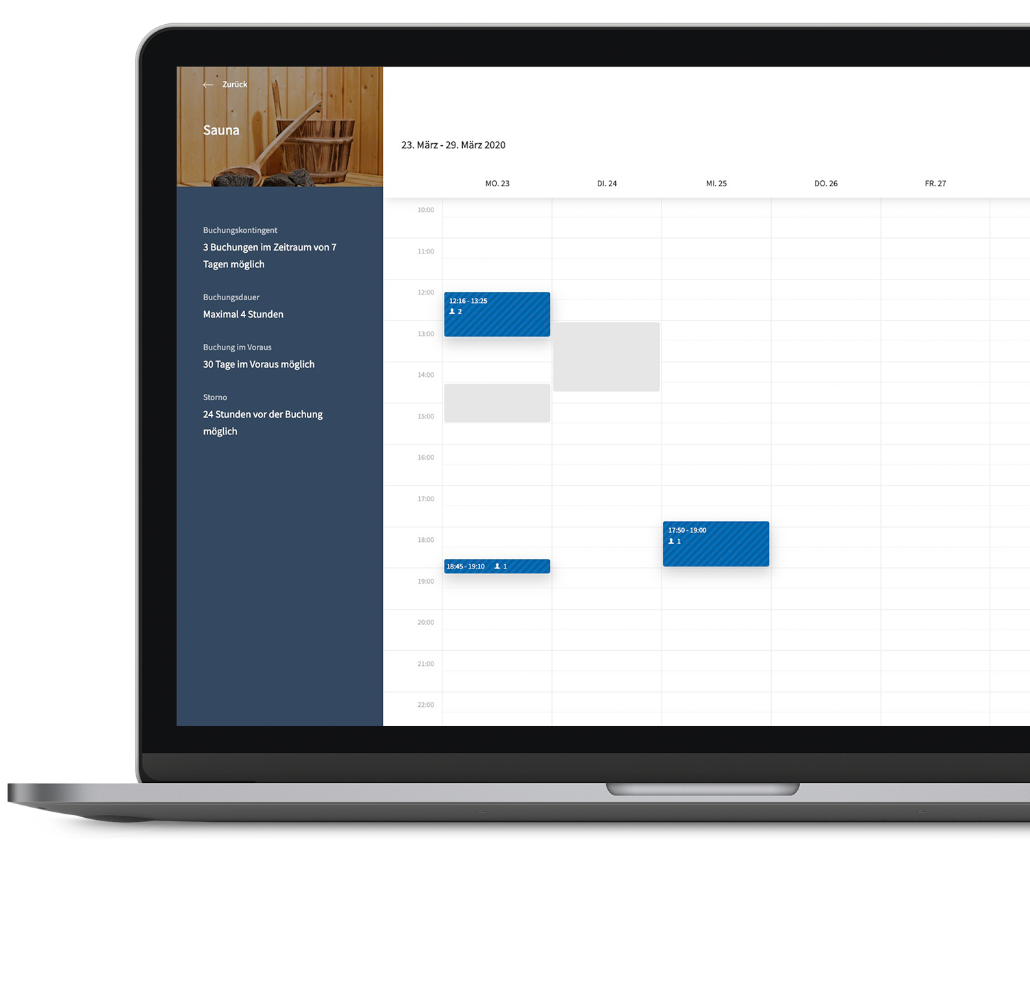 Zurück
Sauna
Buchungskontingent
3 Buchungen im Zeitraum von 7
Tagen möglich
Buchungsdauer
Maximal 4 Stunden
Buchung im Voraus
30 Tage im Voraus möglich
Storno
24 Stunden vor der Buchung
möglich
23. März - 29. März 2020
MO. 23
DI. 24
MI. 25
DO. 26
FR. 27
10:00
11:00
12:00
12:16 - 13:25
2
13:00
14:00
15:00
16:00
17:00
17:50 - 19:00
1
18:00
18:45 - 19:10 1
19:00
20:00
21:00
22:00